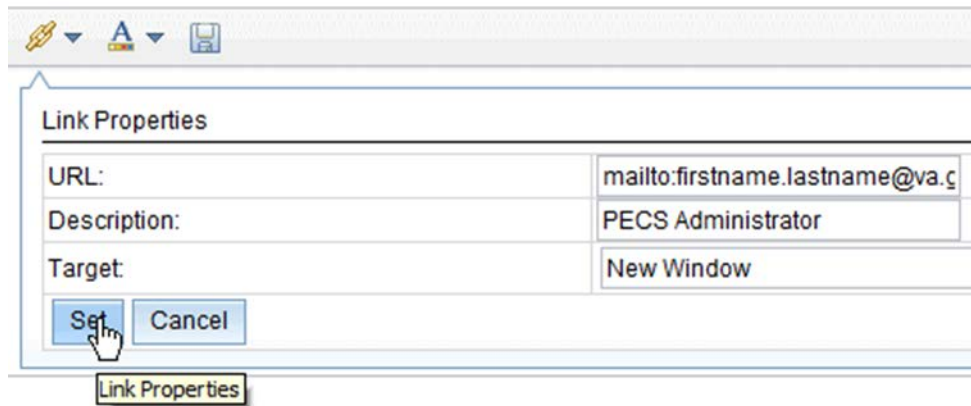 A
Link Properties
URL: mailto:firstname.lastname@va.g
Description: PECS Administrator
Target: New Window
Set Cancel
Link Properties